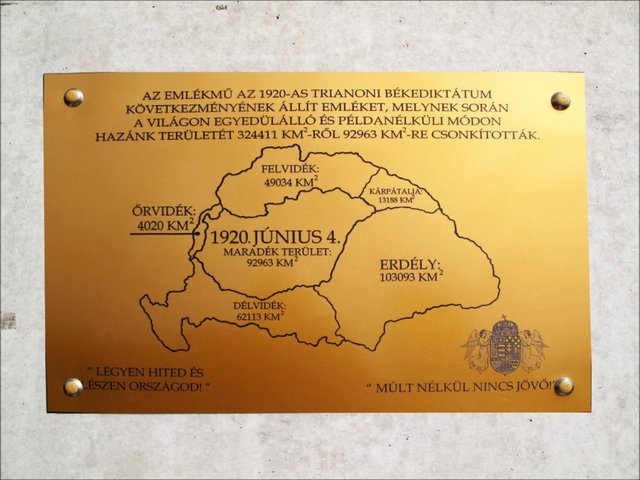 AZ EMLÉKMŰ AZ 1920-AS TRIANONI BÉKEDIKTÁTUM
KÖVETKEZMÉNYÉNEK ÁLLÍT EMLÉKET, MELYNEK SORÁN
A VILÁGON EGYEDÜLÁLLÓ ÉS PÉLDANÉLKÜLI MÓDON
HAZÁNK TERÜLETÉT 324411 KM²-RŐL 92963 KM²-RE CSONKÍTOTTÁK.
FELVIDÉK:
49034 KM²
KÁRPÁTALJA:
13188 KM²
ŐRVIDÉK:
4020 KM²
1920. JÚNIUS 4.
MARADÉK TERÜLET:
92963 KM²
ERDÉLY:
103093 KM²
DÉLVIDÉK:
62113 KM²
" LÉGYEN HITED ÉS
LÉSZEN ORSZÁGOD! "
" MÚLT NÉLKÜL NINCS JÖVŐ!"